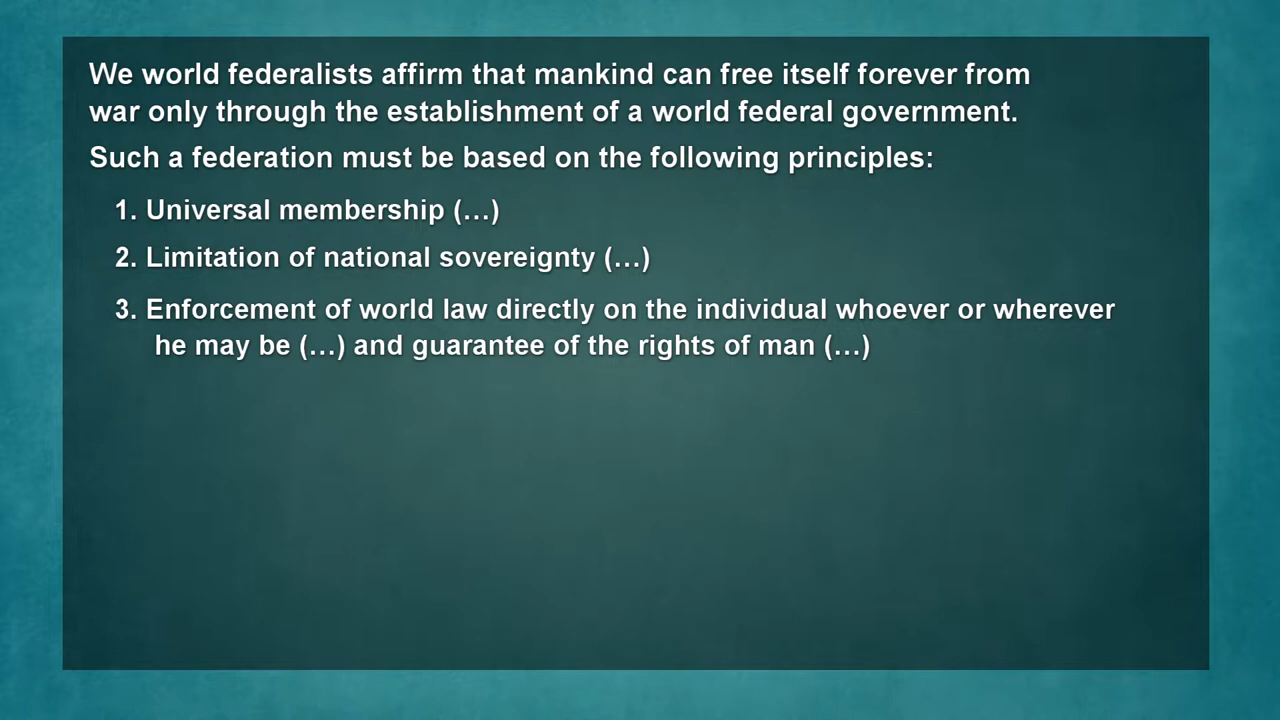 We world federalists affirm that mankind can free itself forever from
war only through the establishment of a world federal government.
Such a federation must be based on the following principles:
1. Universal membership (…)
2. Limitation of national sovereignty (…)
3. Enforcement of world law directly on the individual whoever or wherever
he may be (…) and guarantee of the rights of man (…)